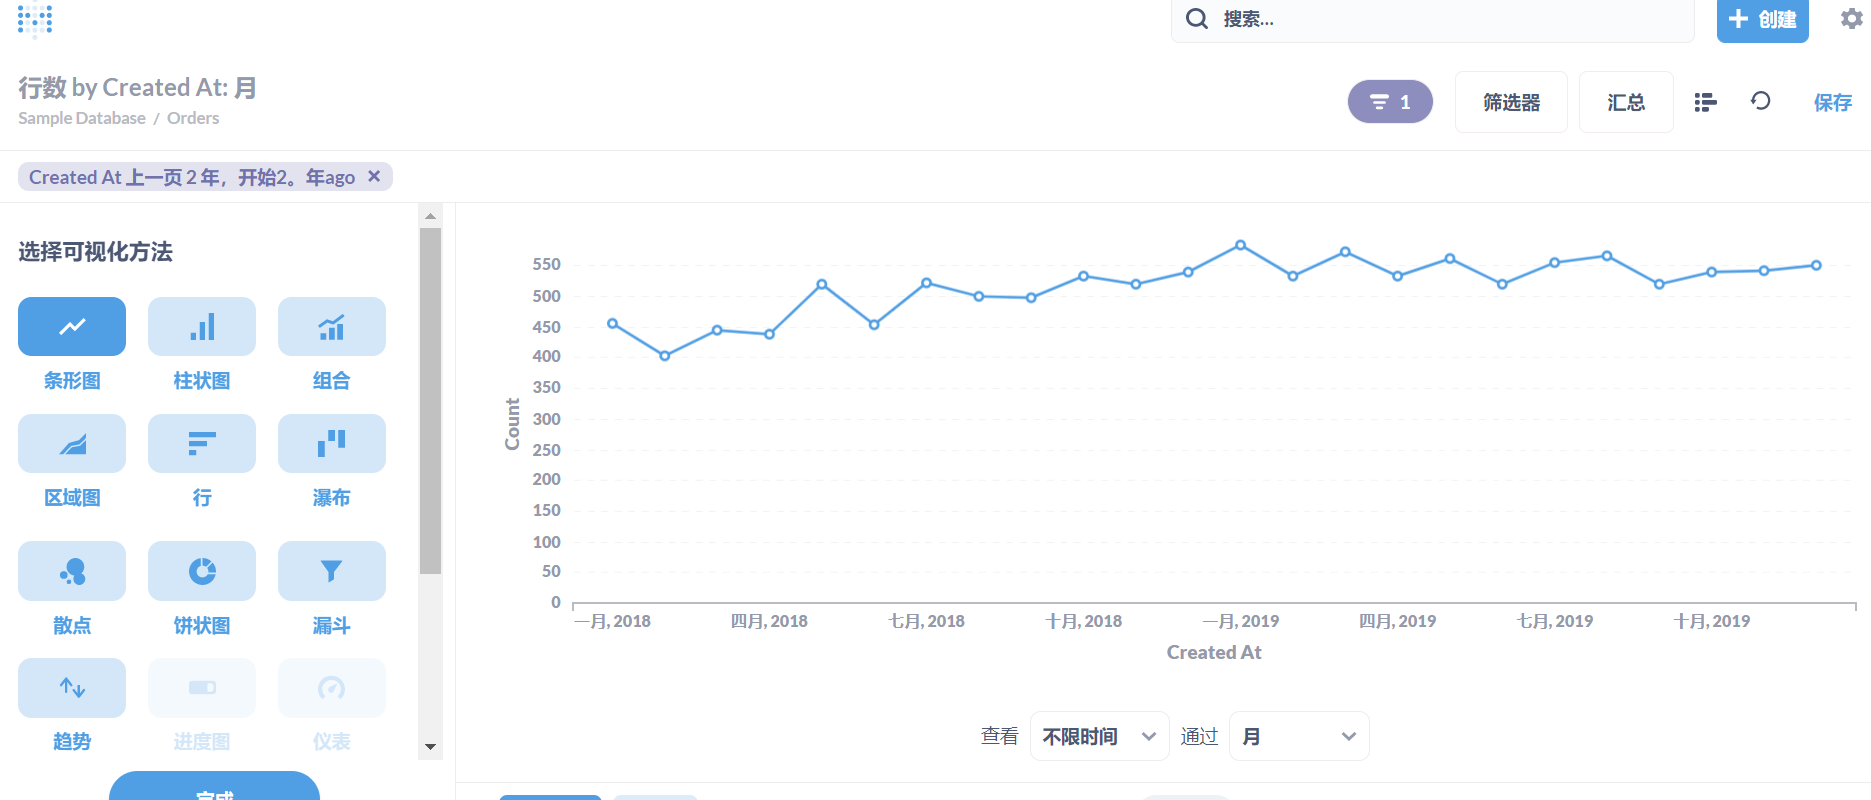 搜索...
创建
行数 by Created At: 月
Sample Database / Orders
1
筛选器
汇总
保存
Created At 上一页 2 年，开始2。年ago
选择可视化方法
条形图
柱状图
组合
区域图
行
瀑布
散点
饼状图
漏斗
趋势
进度图
仪表
完成
Count
550
500
450
400
350
300
250
200
150
100
50
0
一月, 2018
四月, 2018
七月, 2018
十月, 2018
一月, 2019
四月, 2019
七月, 2019
十月, 2019
Created At
查看
不限时间
通过
月